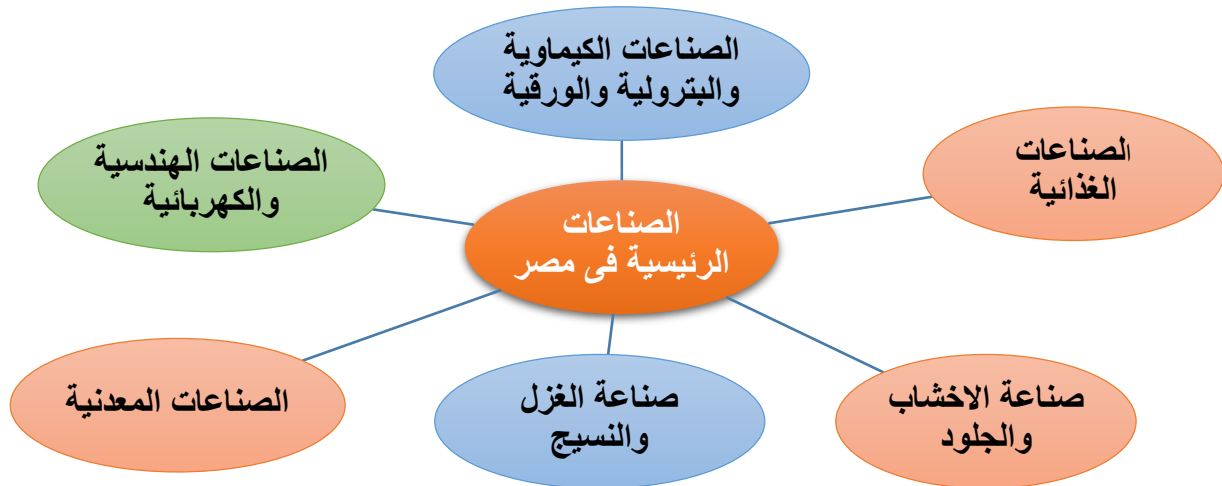 الصناعات الكيماوية
والبترولية والورقية
الصناعات
الغذائية
الصناعات الهندسية
والكهربائية
الصناعات
الرئيسية فى مصر
صناعة الاخشاب
والجلود
صناعة الغزل
والنسيج
الصناعات المعدنية